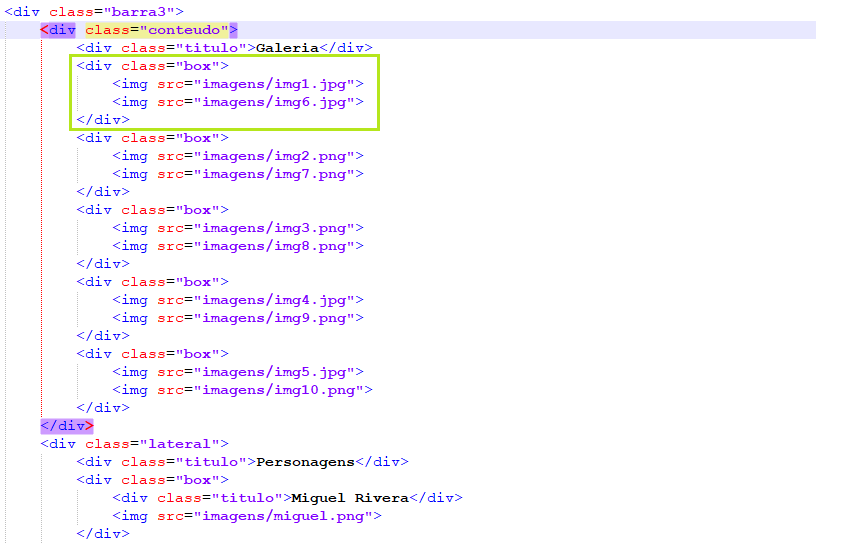 <div class="barra3">
<div class="conteudo">
<div class="titulo">Galeria</div>
<div class="box">
<img src="imagens/img1.jpg">
<img src="imagens/img6.jpg">
</div>
<div class="box">
<img src="imagens/img2.png">
<img src="imagens/img7.png">
</div>
<div class="box">
<img src="imagens/img3.png">
<img src="imagens/img8.png">
</div>
<div class="box">
<img src="imagens/img4.jpg">
<img src="imagens/img9.png">
</div>
<div class="box">
<img src="imagens/img5.jpg">
<img src="imagens/img10.png">
</div>
</div>
<div class="lateral">
<div class="titulo">Personagens</div>
<div class="box">
<div class="titulo">Miguel Rivera</div>
<img src="imagens/miguel.png">
</div>